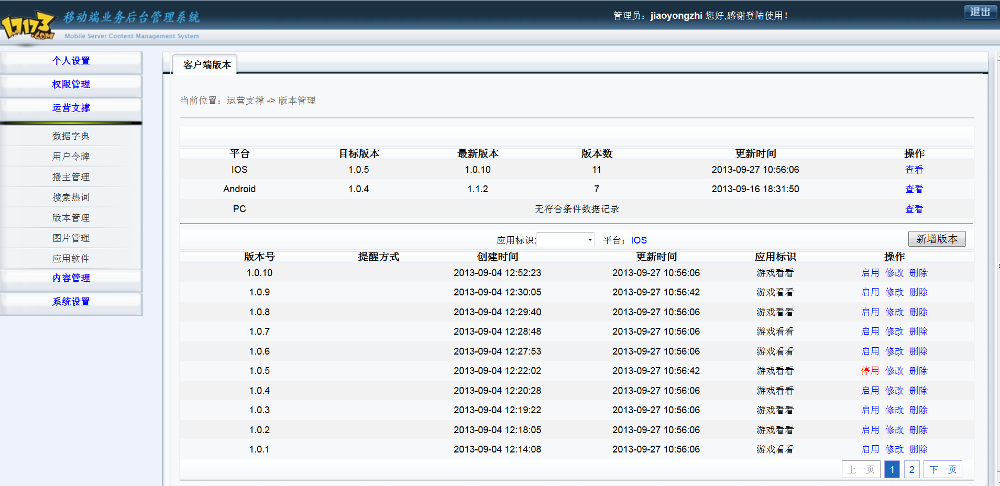 17173.COM
移动端业务后台管理系统
Mobile Server Content Management System
管理员：jiaoyongzhi 您好,感谢登陆使用！
退出
个人设置
权限管理
运营支撑
数据字典
用户令牌
播主管理
搜索热词
版本管理
图片管理
应用软件
内容管理
系统设置
客户端版本
当前位置：运营支撑 -> 版本管理
平台 目标版本 最新版本 版本数 更新时间 操作
IOS 1.0.5 1.0.10 11 2013-09-27 10:56:06 查看
Android 1.0.4 1.1.2 7 2013-09-16 18:31:50 查看
PC 无符合条件数据记录 查看
应用标识: 平台：IOS 新增版本
版本号 提醒方式 创建时间 更新时间 应用标识 操作
1.0.10 2013-09-04 12:52:23 2013-09-27 10:56:06 游戏看看 启用 修改 删除
1.0.9 2013-09-04 12:30:05 2013-09-27 10:56:42 游戏看看 启用 修改 删除
1.0.8 2013-09-04 12:29:40 2013-09-27 10:56:06 游戏看看 启用 修改 删除
1.0.7 2013-09-04 12:28:48 2013-09-27 10:56:06 游戏看看 启用 修改 删除
1.0.6 2013-09-04 12:27:53 2013-09-27 10:56:06 游戏看看 启用 修改 删除
1.0.5 2013-09-04 12:22:02 2013-09-27 10:56:42 游戏看看 停用 修改 删除
1.0.4 2013-09-04 12:20:28 2013-09-27 10:56:06 游戏看看 启用 修改 删除
1.0.3 2013-09-04 12:19:22 2013-09-27 10:56:06 游戏看看 启用 修改 删除
1.0.2 2013-09-04 12:18:05 2013-09-27 10:56:06 游戏看看 启用 修改 删除
1.0.1 2013-09-04 12:14:08 2013-09-27 10:56:06 游戏看看 启用 修改 删除
上一页 1 2 下一页